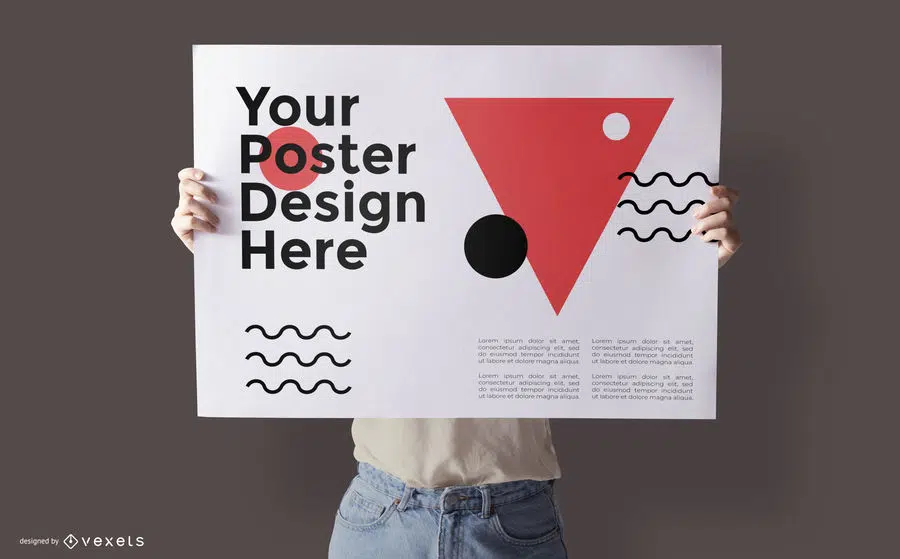 Your
Poster
Design
Here
Lorem ipsum dolor sit amet,
consectetur adipiscing elit, sed
do eiusmod tempor incididunt
ut labore et dolore magna aliqua.
Lorem ipsum dolor sit amet,
consectetur adipiscing elit, sed
do eiusmod tempor incididunt
ut labore et dolore magna aliqua.
Lorem ipsum dolor sit amet,
consectetur adipiscing elit, sed
do eiusmod tempor incididunt
ut labore et dolore magna aliqua.
Lorem ipsum dolor sit amet,
consectetur adipiscing elit, sed
do eiusmod tempor incididunt
ut labore et dolore magna aliqua.
designed by vexels